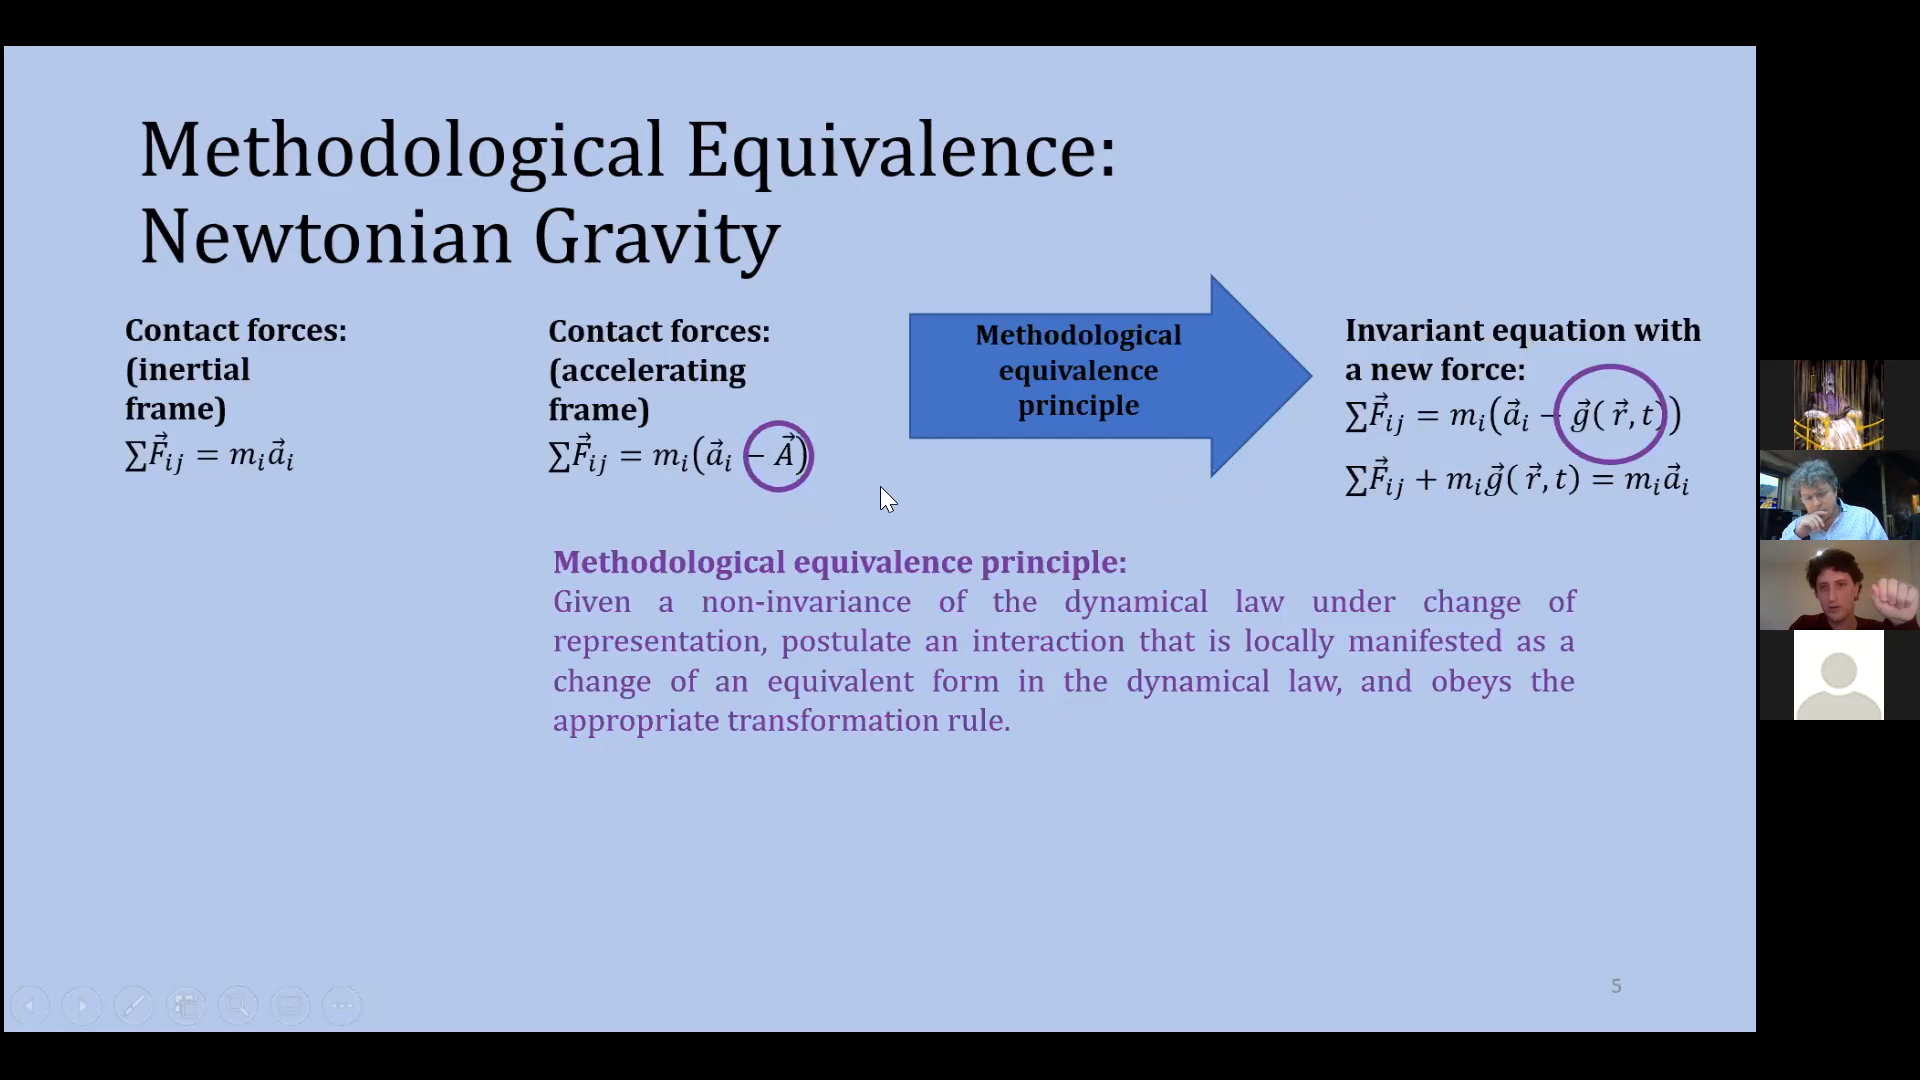 Methodological Equivalence:
Newtonian Gravity
Contact forces:
(inertial
frame)
∑F⃗ᵢⱼ = mᵢa⃗ᵢ
Contact forces:
(accelerating
frame)
∑F⃗ᵢⱼ = mᵢ(a⃗ᵢ − A⃗)
Methodological
equivalence
principle
Invariant equation with
a new force:
∑F⃗ᵢⱼ = mᵢ(a⃗ᵢ − g⃗( r⃗, t))
∑F⃗ᵢⱼ + mᵢg⃗( r⃗, t) = mᵢa⃗ᵢ
Methodological equivalence principle:
Given a non-invariance of the dynamical law under change of
representation, postulate an interaction that is locally manifested as a
change of an equivalent form in the dynamical law, and obeys the
appropriate transformation rule.
5